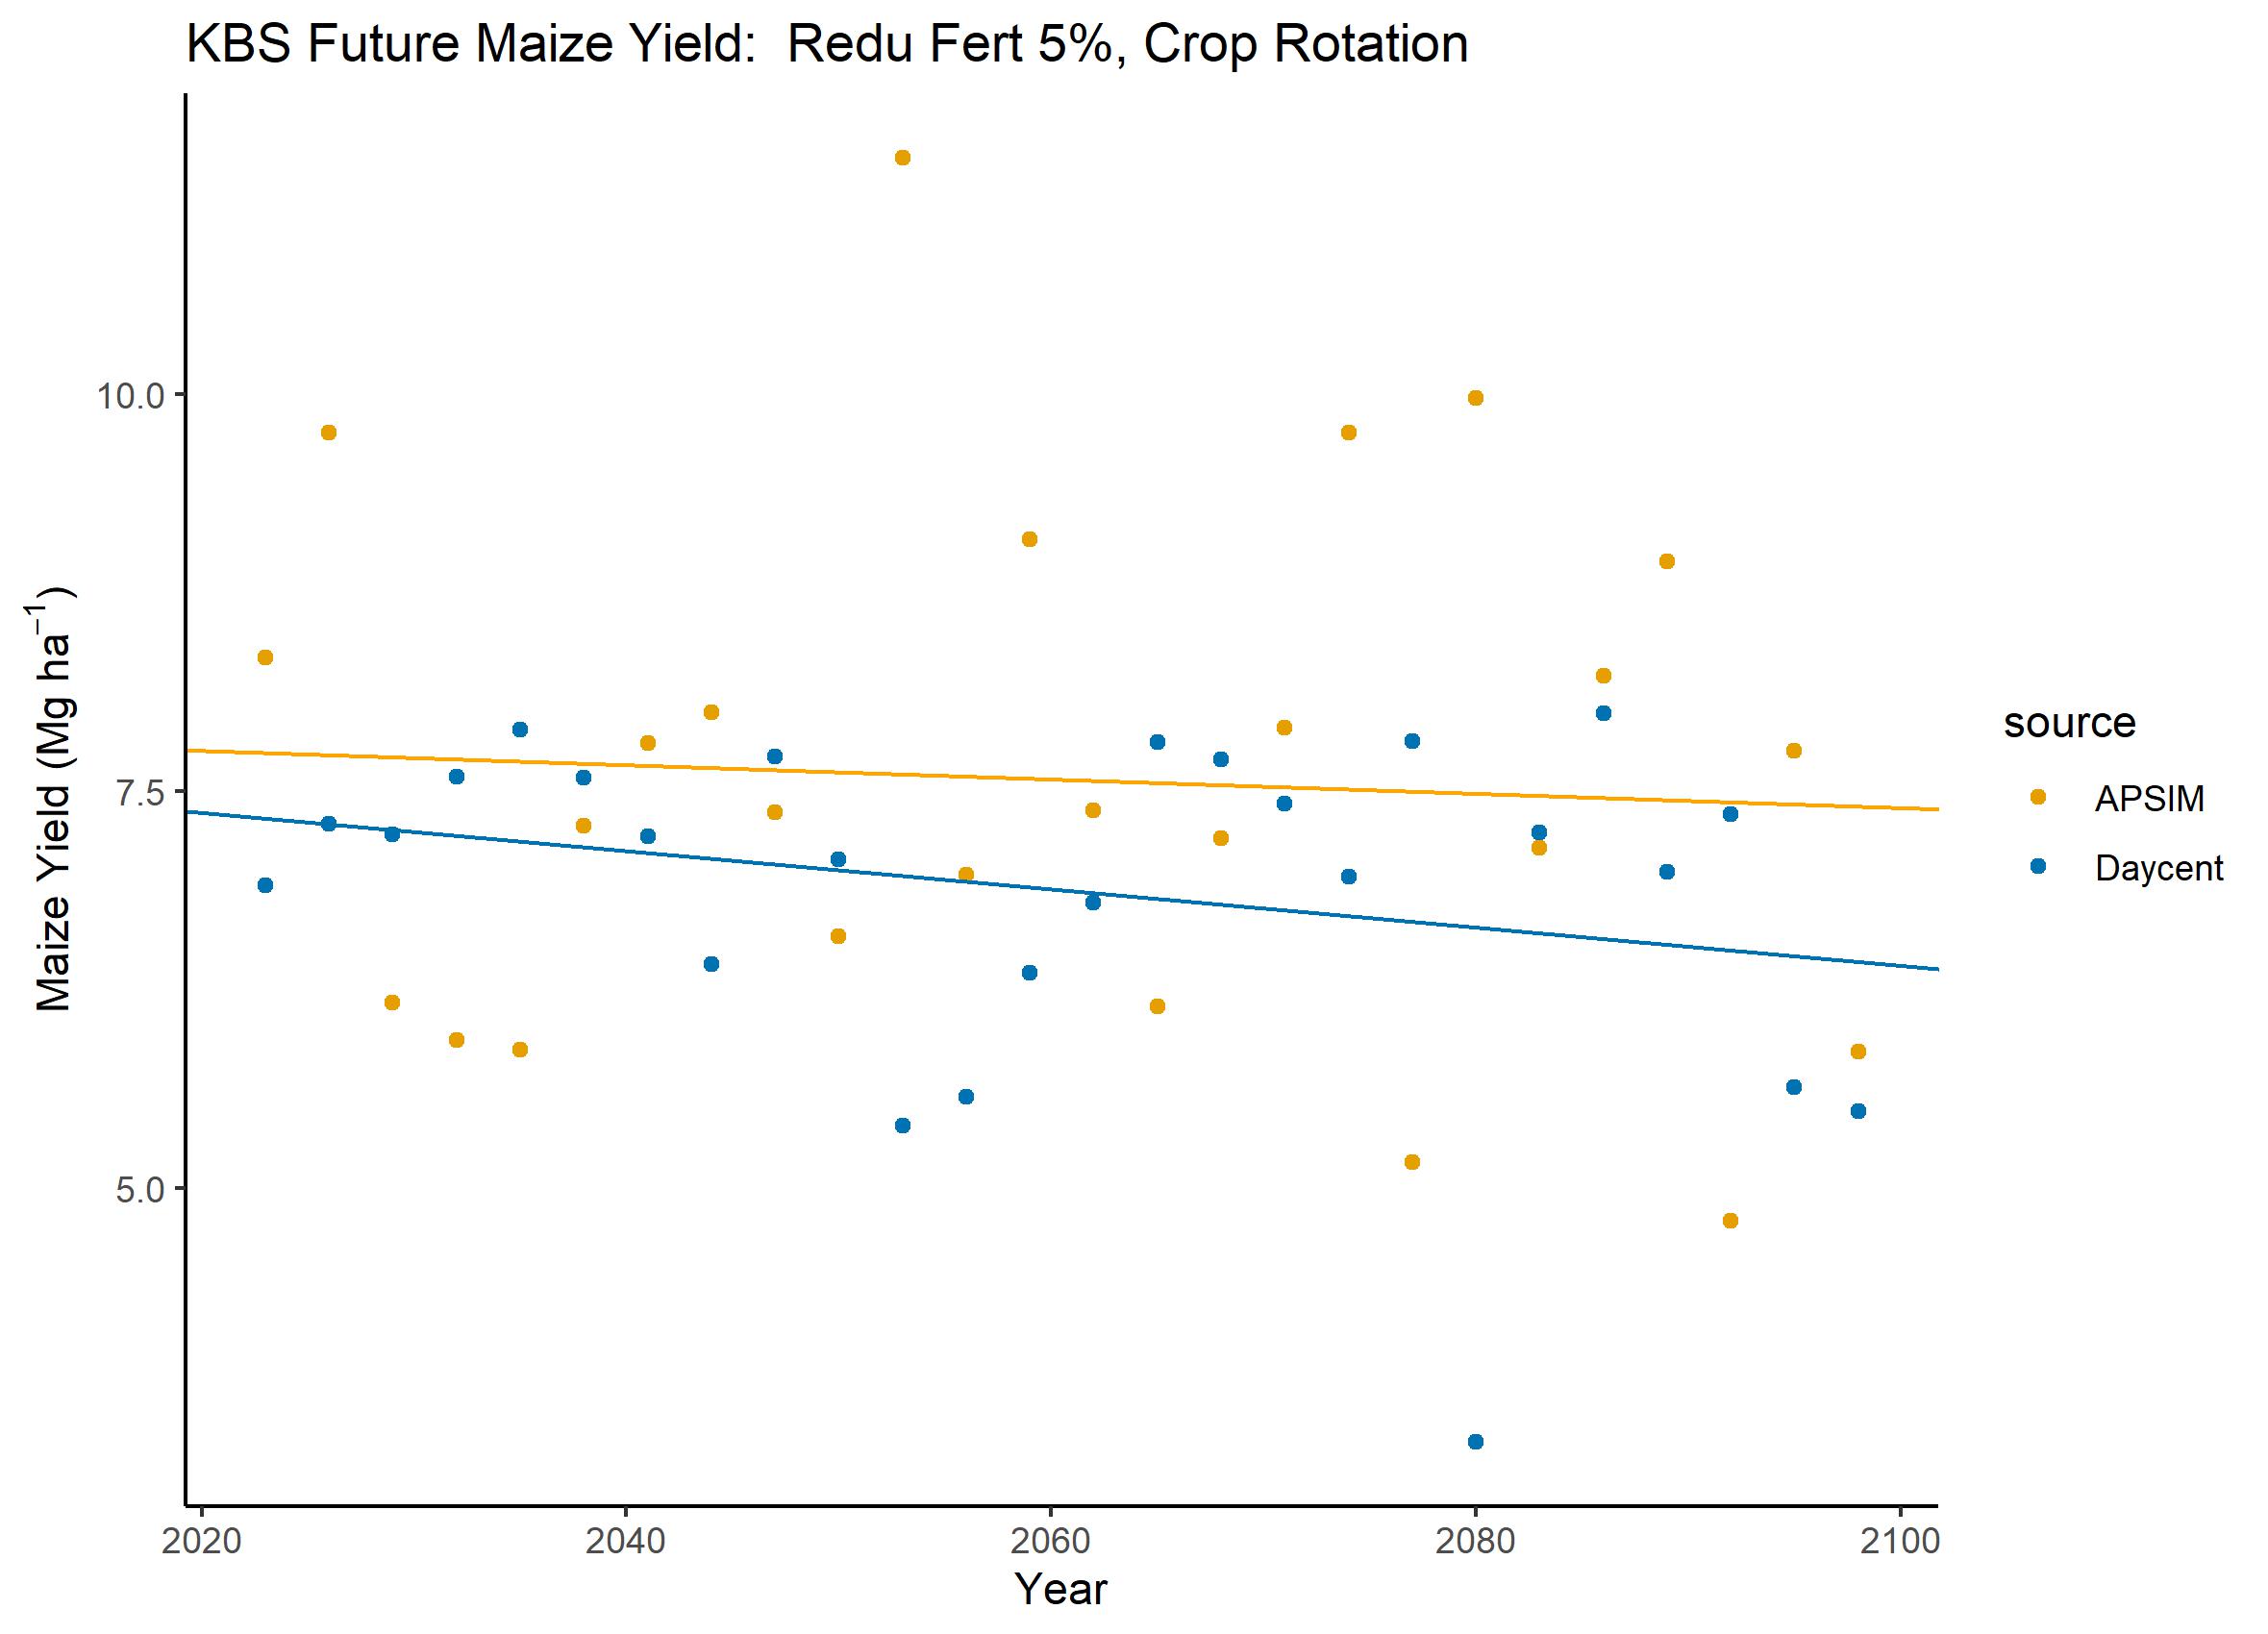 KBS Future Maize Yield:  Redu Fert 5%, Crop Rotation
Maize Yield (Mg ha⁻¹)
10.0
7.5
5.0
2020 2040 2060 2080 2100
Year
source
APSIM
Daycent